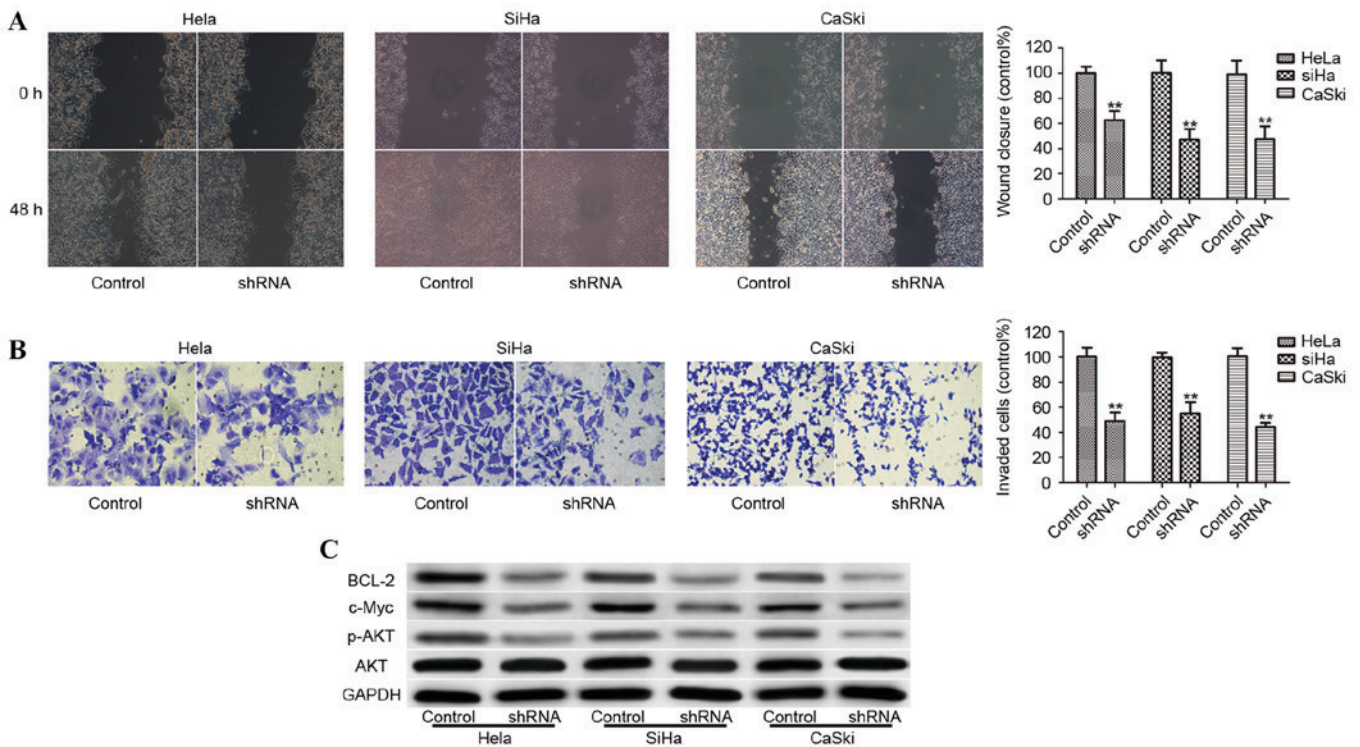 A
Hela
SiHa
CaSki
0 h
48 h
Control
shRNA
Control
shRNA
Control
shRNA
Wound closure (control%)
120
100
80
60
40
20
0
**
**
**
HeLa
siHa
CaSki
Control
shRNA
Control
shRNA
Control
shRNA
B
Hela
SiHa
CaSki
Control
shRNA
Control
shRNA
Control
shRNA
Invaded cells (control%)
120
100
80
60
40
20
0
**
**
**
HeLa
siHa
CaSki
Control
shRNA
Control
shRNA
Control
shRNA
C
BCL-2
c-Myc
p-AKT
AKT
GAPDH
Control shRNA Control shRNA Control shRNA
Hela SiHa CaSki